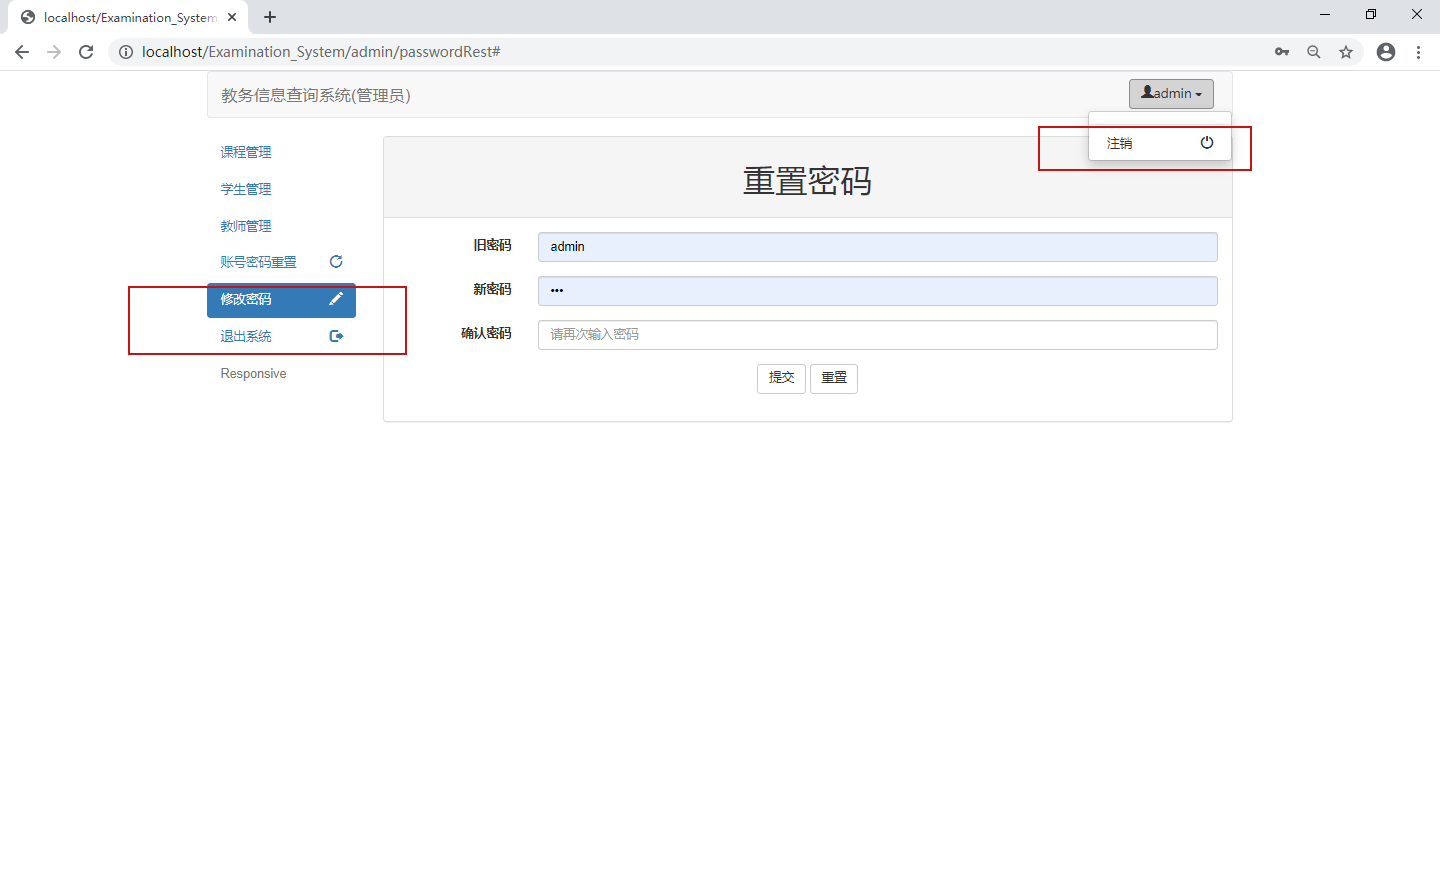 localhost/Examination_System
localhost/Examination_System/admin/passwordRest#
教务信息查询系统(管理员)
admin
注销
课程管理
学生管理
教师管理
账号密码重置
修改密码
退出系统
Responsive
重置密码
旧密码 admin
新密码 •••
确认密码 请再次输入密码
提交 重置